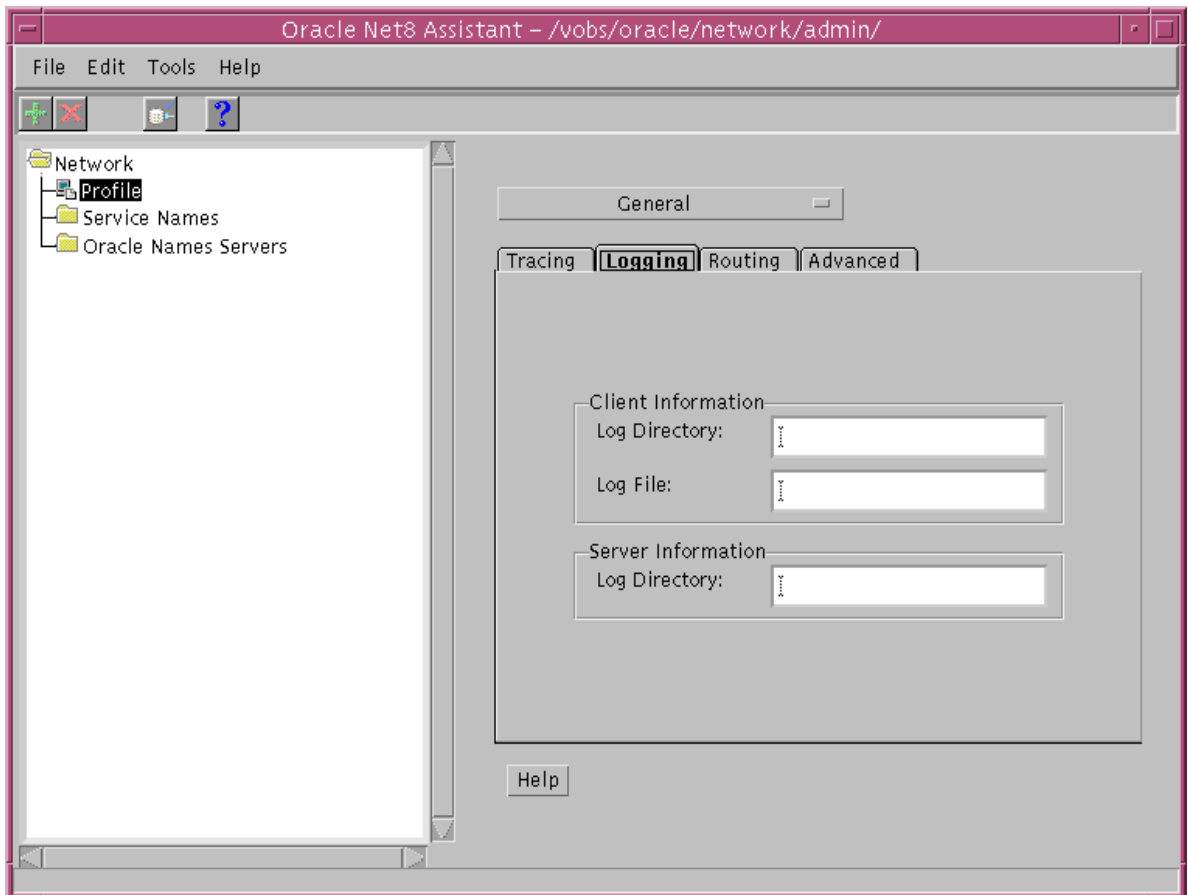 Oracle Net8 Assistant – /vobs/oracle/network/admin/
File Edit Tools Help
?
Network
Profile
Service Names
Oracle Names Servers
General
Tracing Logging Routing Advanced
Client Information
Log Directory:
Log File:
Server Information
Log Directory:
Help